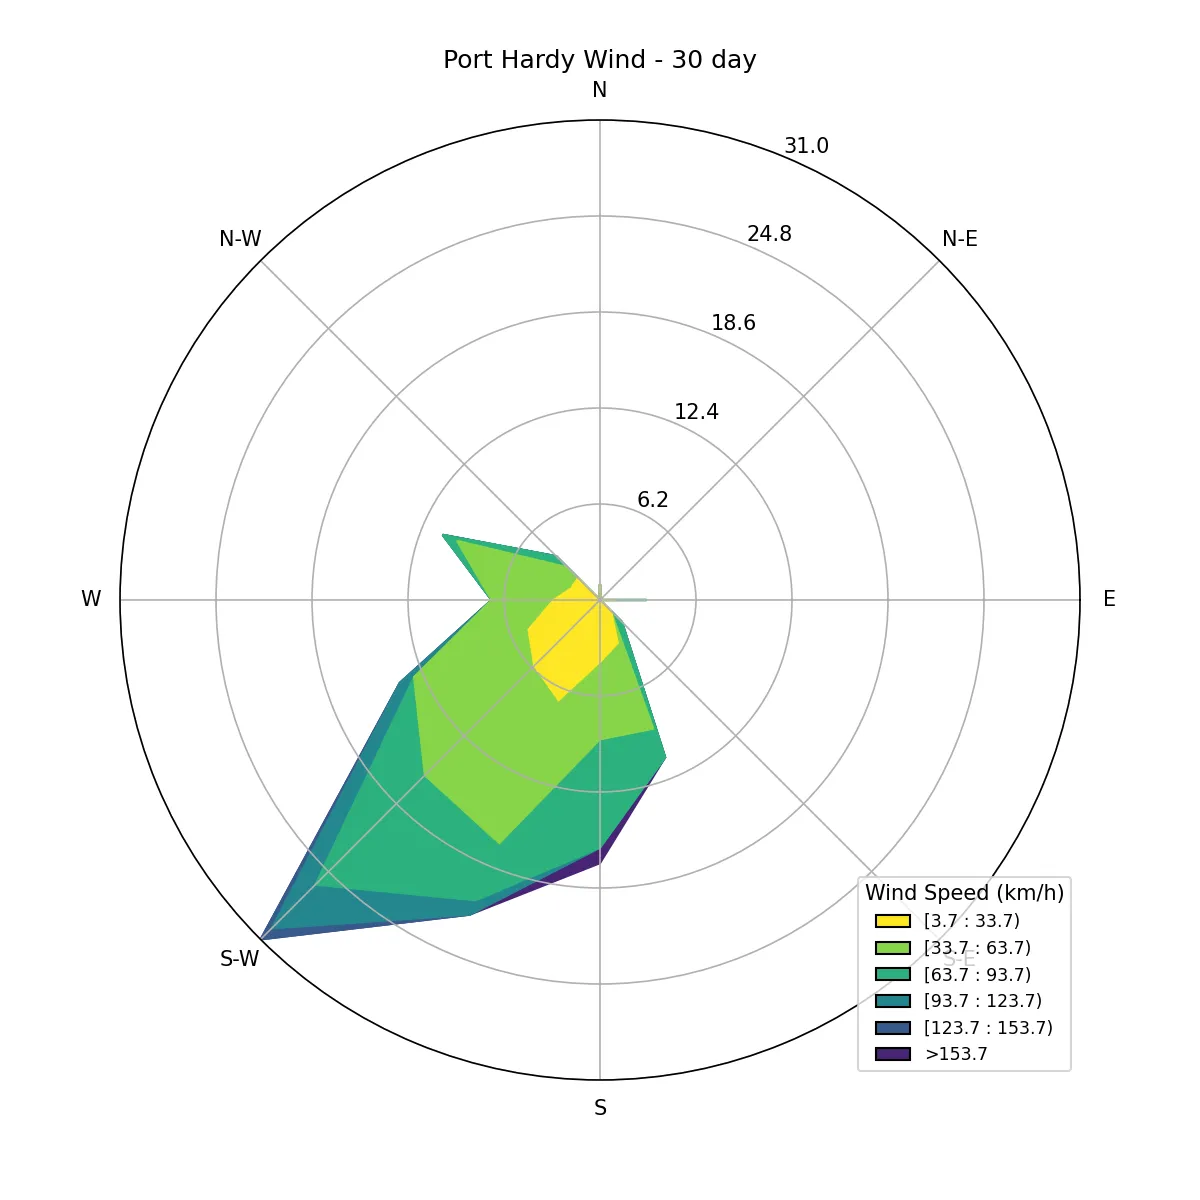 Port Hardy Wind - 30 day
N
31.0
24.8
N-W
N-E
18.6
12.4
6.2
W
E
Wind Speed (km/h)
[3.7 : 33.7)
[33.7 : 63.7)
S-W
S-E
[63.7 : 93.7)
[93.7 : 123.7)
[123.7 : 153.7)
>153.7
S